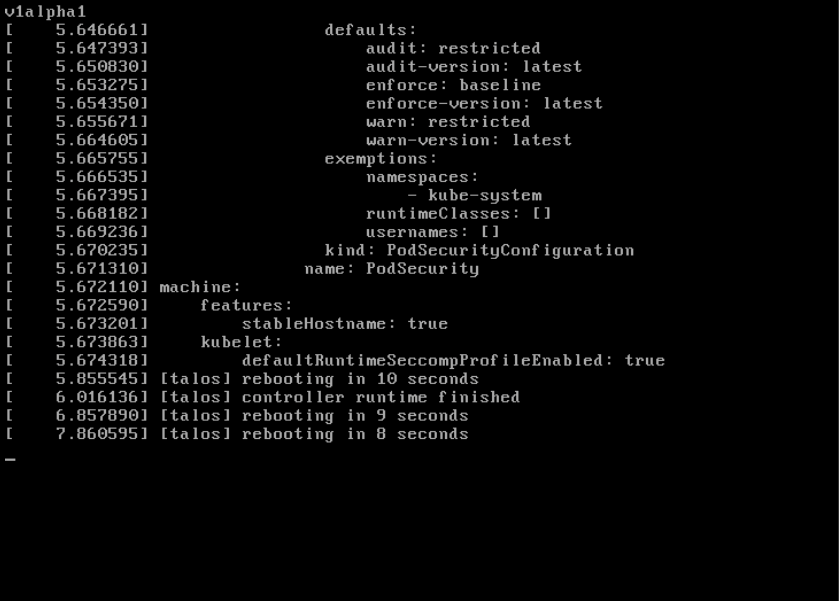 v1alpha1
[    5.646661]                 defaults:
[    5.647393]                     audit: restricted
[    5.650830]                     audit-version: latest
[    5.653275]                     enforce: baseline
[    5.654350]                     enforce-version: latest
[    5.655671]                     warn: restricted
[    5.664605]                     warn-version: latest
[    5.665755]                 exemptions:
[    5.666535]                     namespaces:
[    5.667395]                         - kube-system
[    5.668182]                     runtimeClasses: []
[    5.669236]                     usernames: []
[    5.670235]                 kind: PodSecurityConfiguration
[    5.671310]               name: PodSecurity
[    5.672110] machine:
[    5.672590]     features:
[    5.673201]         stableHostname: true
[    5.673863]     kubelet:
[    5.674318]         defaultRuntimeSeccompProfileEnabled: true
[    5.855545] [talos] rebooting in 10 seconds
[    6.016136] [talos] controller runtime finished
[    6.857890] [talos] rebooting in 9 seconds
[    7.860595] [talos] rebooting in 8 seconds